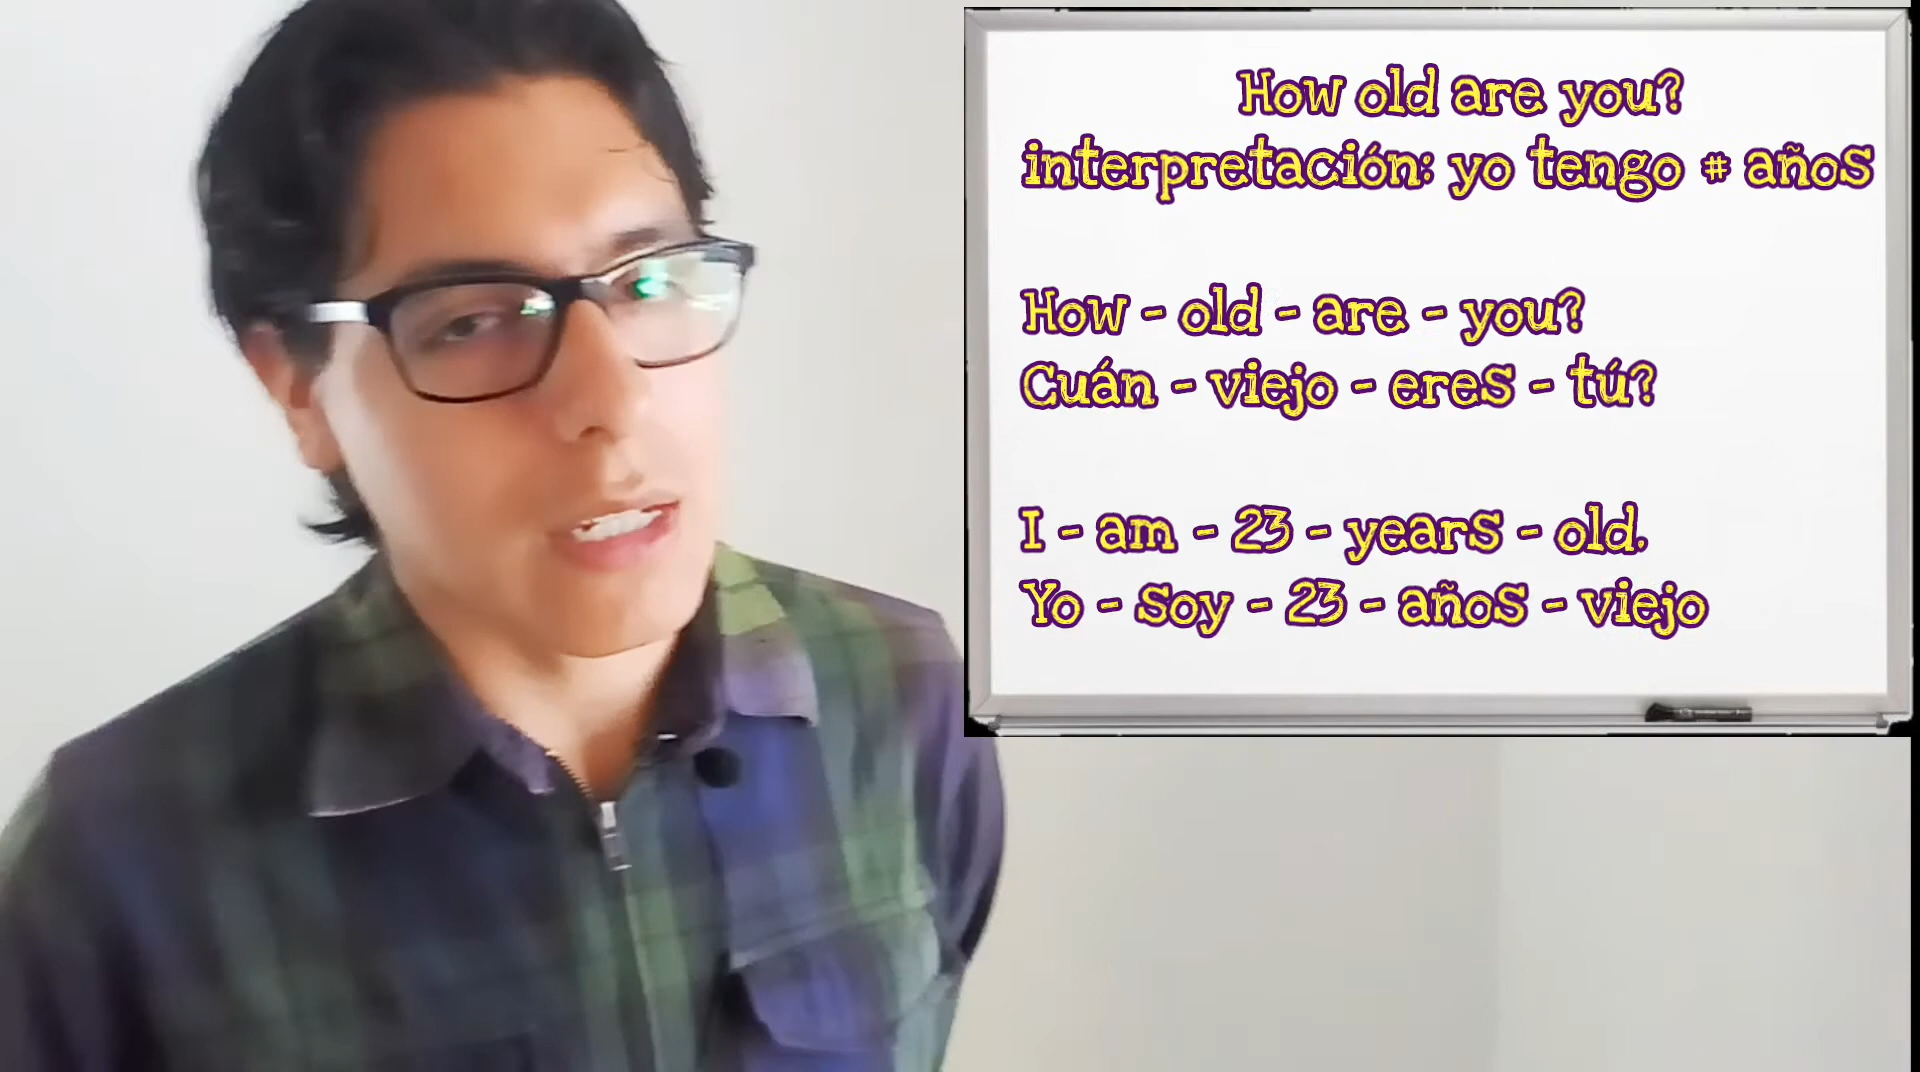 How old are you?
interpretación: yo tengo # años
How - old - are - you?
Cuán - viejo - eres - tú?
I - am - 23 - years - old.
Yo - soy - 23 - años - viejo